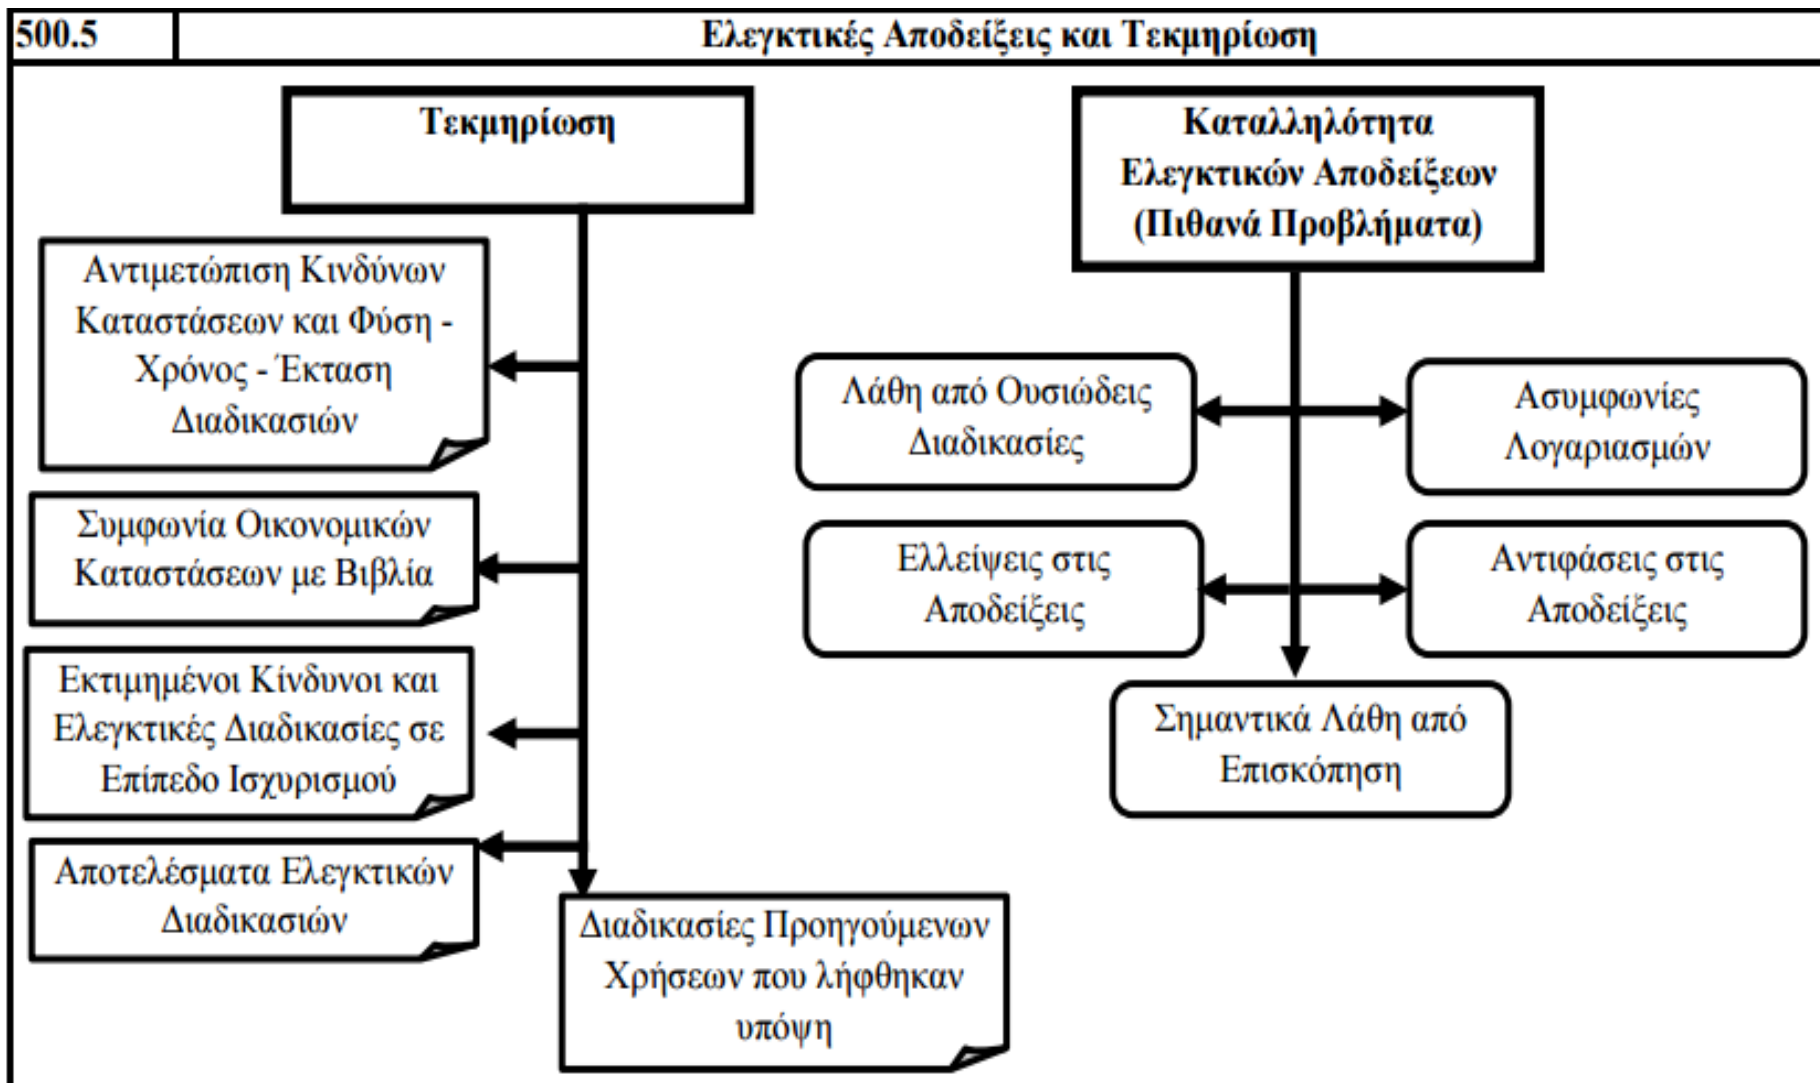 500.5
Ελεγκτικές Αποδείξεις και Τεκμηρίωση
Τεκμηρίωση
Αντιμετώπιση Κινδύνων
Καταστάσεων και Φύση -
Χρόνος - Έκταση
Διαδικασιών
Συμφωνία Οικονομικών
Καταστάσεων με Βιβλία
Εκτιμημένοι Κίνδυνοι και
Ελεγκτικές Διαδικασίες σε
Επίπεδο Ισχυρισμού
Αποτελέσματα Ελεγκτικών
Διαδικασιών
Διαδικασίες Προηγούμενων
Χρήσεων που λήφθηκαν
υπόψη
Καταλληλότητα
Ελεγκτικών Αποδείξεων
(Πιθανά Προβλήματα)
Λάθη από Ουσιώδεις
Διαδικασίες
Ασυμφωνίες
Λογαριασμών
Ελλείψεις στις
Αποδείξεις
Αντιφάσεις στις
Αποδείξεις
Σημαντικά Λάθη από
Επισκόπηση